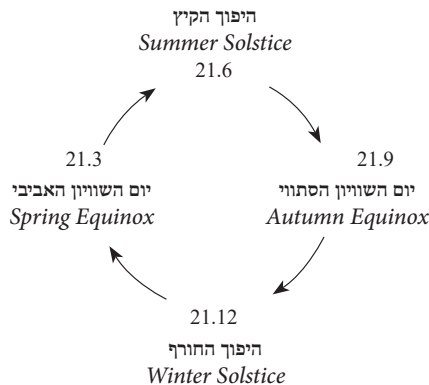 היפוך הקיץ
Summer Solstice
21.6
21.3
יום השוויון האביבי
Spring Equinox
21.9
יום השוויון הסתווי
Autumn Equinox
21.12
היפוך החורף
Winter Solstice